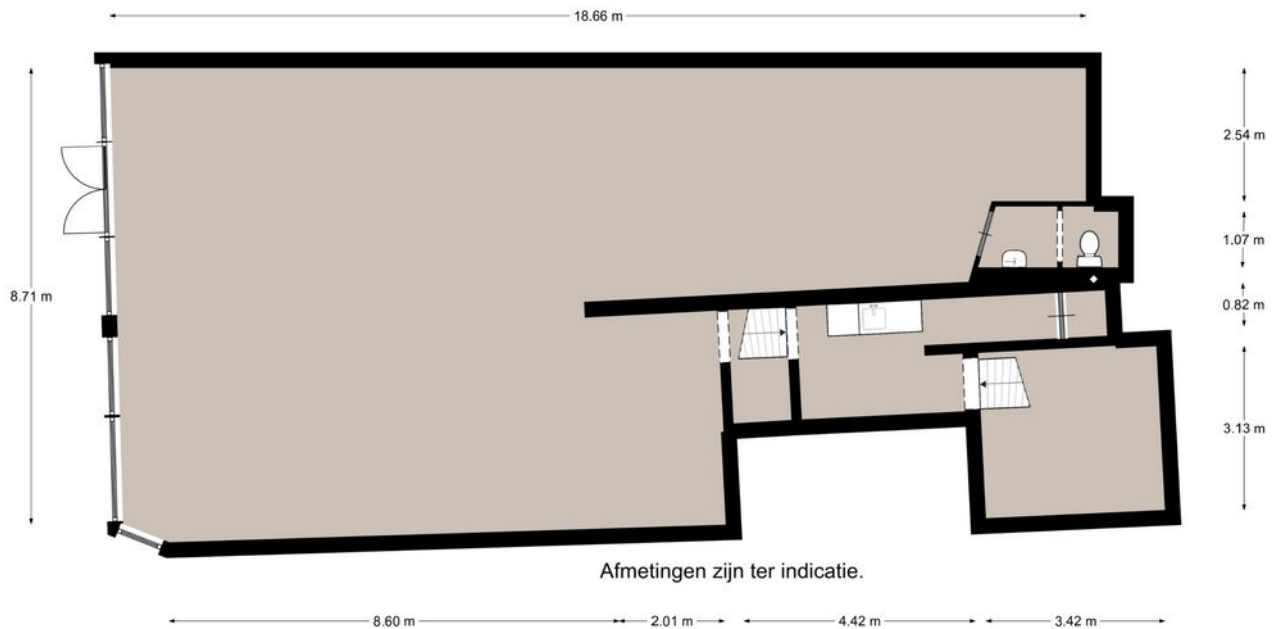 18.66 m
2.54 m
1.07 m
8.71 m
0.82 m
3.13 m
Afmetingen zijn ter indicatie.
8.60 m
2.01 m
4.42 m
3.42 m